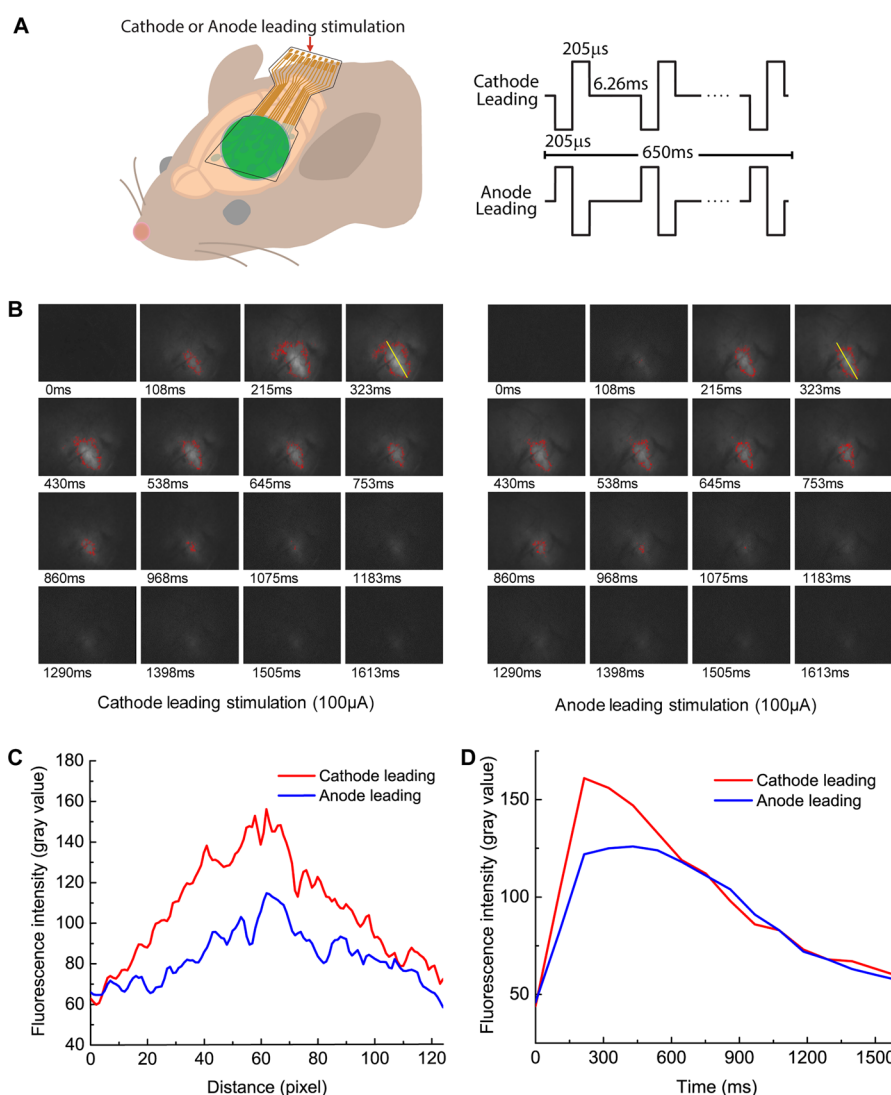 A
Cathode or Anode leading stimulation
205µs
Cathode
Leading
6.26ms
205µs
650ms
Anode
Leading
B
0ms 108ms 215ms 323ms
430ms 538ms 645ms 753ms
860ms 968ms 1075ms 1183ms
1290ms 1398ms 1505ms 1613ms
Cathode leading stimulation (100µA)
0ms 108ms 215ms 323ms
430ms 538ms 645ms 753ms
860ms 968ms 1075ms 1183ms
1290ms 1398ms 1505ms 1613ms
Anode leading stimulation (100µA)
C
Fluorescence intensity (gray value)
180
160
140
120
100
80
60
40
0 20 40 60 80 100 120
Distance (pixel)
Cathode leading
Anode leading
D
Fluorescence intensity (gray value)
150
100
50
0 300 600 900 1200 1500
Time (ms)
Cathode leading
Anode leading